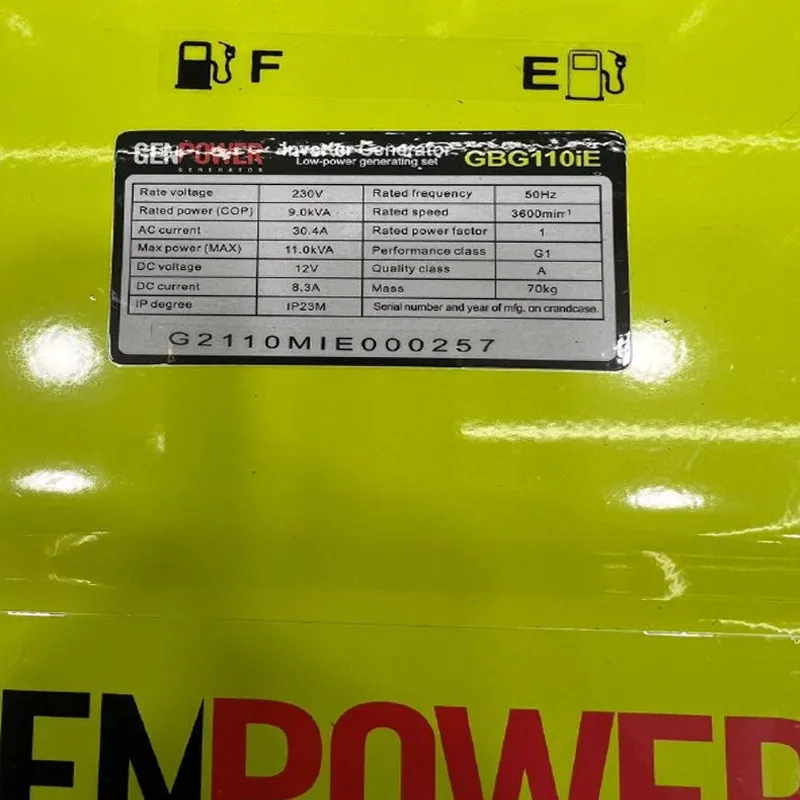 F E
GENPOWER Inverter Generator GBG110iE
GENERATOR Low-power generating set
Rate voltage 230V Rated frequency 50Hz
Rated power (COP) 9.0kVA Rated speed 3600min-1
AC current 30.4A Rated power factor 1
Max power (MAX) 11.0kVA Performance class G1
DC voltage 12V Quality class A
DC current 8.3A Mass 70kg
IP degree IP23M Serial number and year of mfg. on crandcase.
G2110MIE000257
ENPOWER